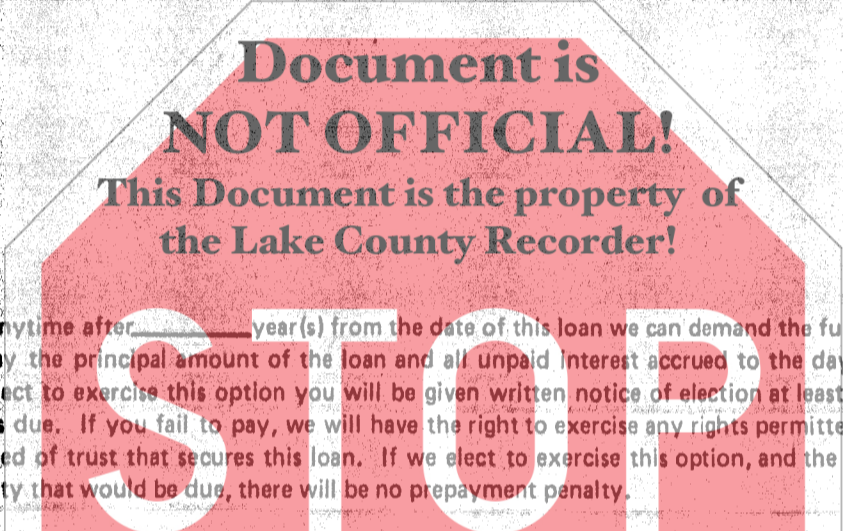 Document is
NOT OFFICIAL!
This Document is the property of
the Lake County Recorder!
STOP
nytime after year(s) from the date of this loan we can demand the fu
y the principal amount of the loan and all unpaid interest accrued to the day
ect to exercise this option you will be given written notice of election at least
s due. If you fail to pay, we will have the right to exercise any rights permitte
ed of trust that secures this loan. If we elect to exercise this option, and the
ty that would be due, there will be no prepayment penalty.